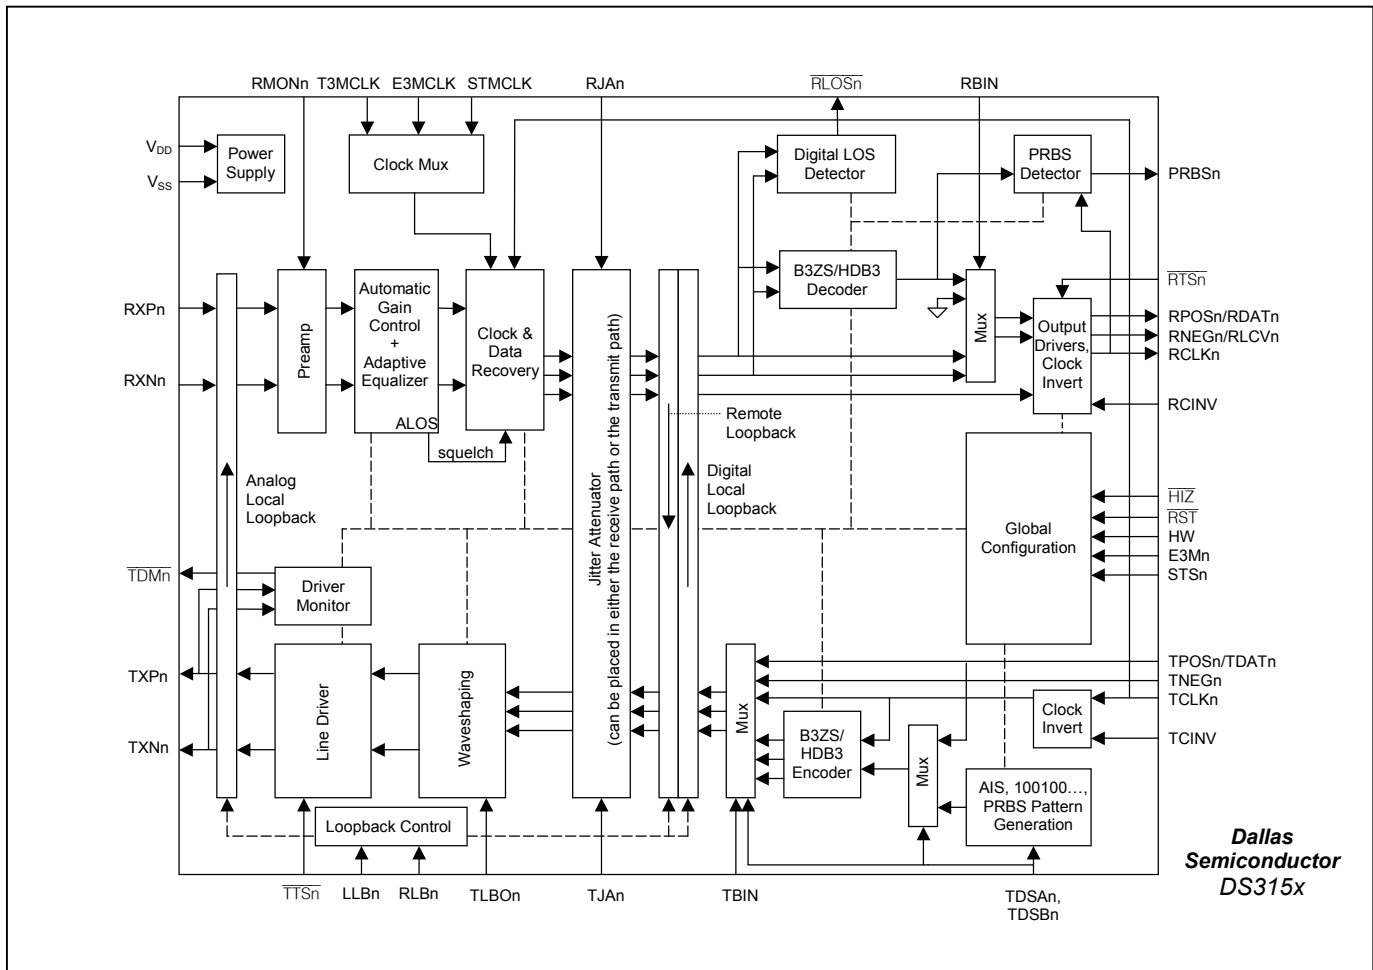 RMONn
T3MCLK
E3MCLK
STMCLK
RJAn
RLOSn
RBIN
VDD
VSS
Power
Supply
Clock Mux
Digital LOS
Detector
PRBS
Detector
PRBSn
RXPn
RXNn
Preamp
Automatic
Gain
Control
+
Adaptive
Equalizer
ALOS
squelch
Clock &
Data
Recovery
Jitter Attenuator
(can be placed in either the receive path or the transmit path)
B3ZS/HDB3
Decoder
Mux
Output
Drivers,
Clock
Invert
RTSn
RPOSn/RDATn
RNEGn/RLCVn
RCLKn
RCINV
Remote
Loopback
Digital
Local
Loopback
Analog
Local
Loopback
Global
Configuration
HIZ
RST
HW
E3Mn
STSn
TDMn
Driver
Monitor
TXPn
TXNn
Line Driver
Waveshaping
Mux
B3ZS/
HDB3
Encoder
Mux
Clock
Invert
TPOSn/TDATn
TNEGn
TCLKn
TCINV
AIS, 100100…,
PRBS Pattern
Generation
Loopback Control
TTSn
LLBn
RLBn
TLBOn
TJAn
TBIN
TDSAn,
TDSBn
Dallas
Semiconductor
DS315x